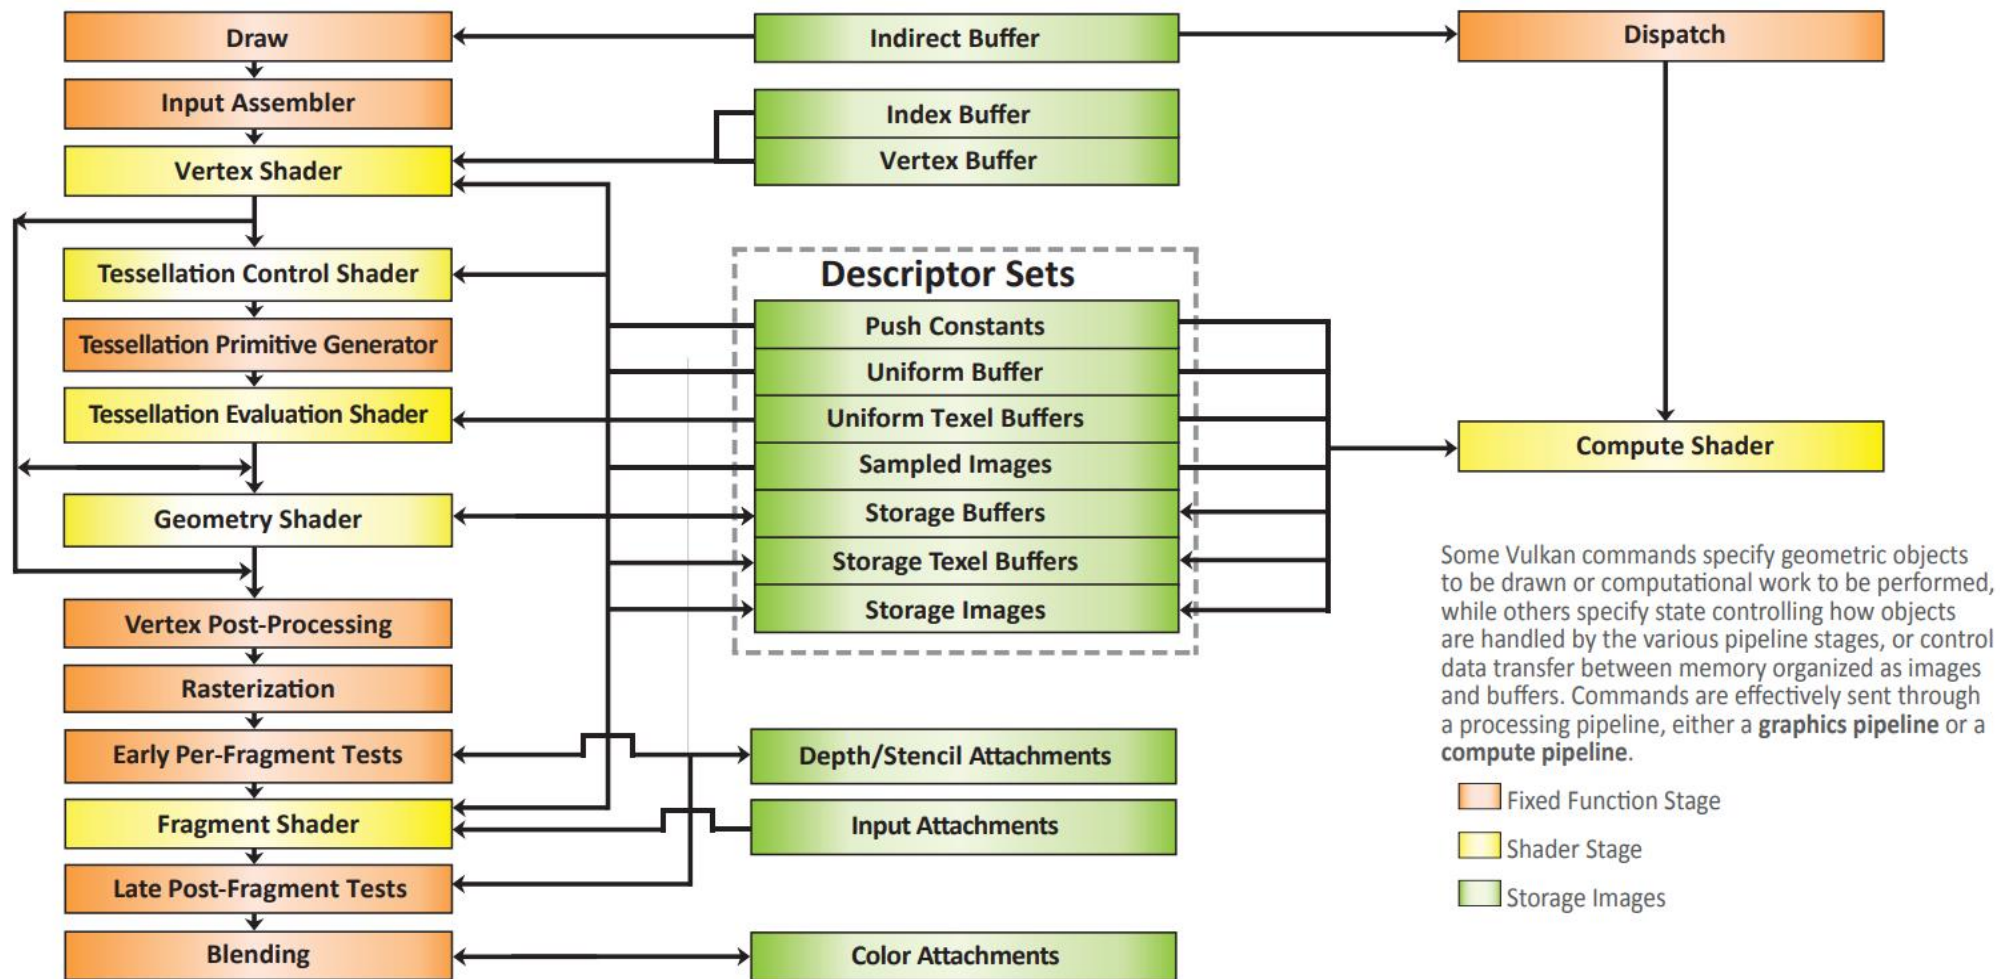 Draw
Indirect Buffer
Dispatch
Input Assembler
Index Buffer
Vertex Shader
Vertex Buffer
Tessellation Control Shader
Descriptor Sets
Tessellation Primitive Generator
Push Constants
Uniform Buffer
Tessellation Evaluation Shader
Uniform Texel Buffers
Compute Shader
Sampled Images
Geometry Shader
Storage Buffers
Storage Texel Buffers
Storage Images
Vertex Post-Processing
Rasterization
Early Per-Fragment Tests
Depth/Stencil Attachments
Fragment Shader
Input Attachments
Late Post-Fragment Tests
Blending
Color Attachments
Some Vulkan commands specify geometric objects
to be drawn or computational work to be performed,
while others specify state controlling how objects
are handled by the various pipeline stages, or control
data transfer between memory organized as images
and buffers. Commands are effectively sent through
a processing pipeline, either a graphics pipeline or a
compute pipeline.
Fixed Function Stage
Shader Stage
Storage Images